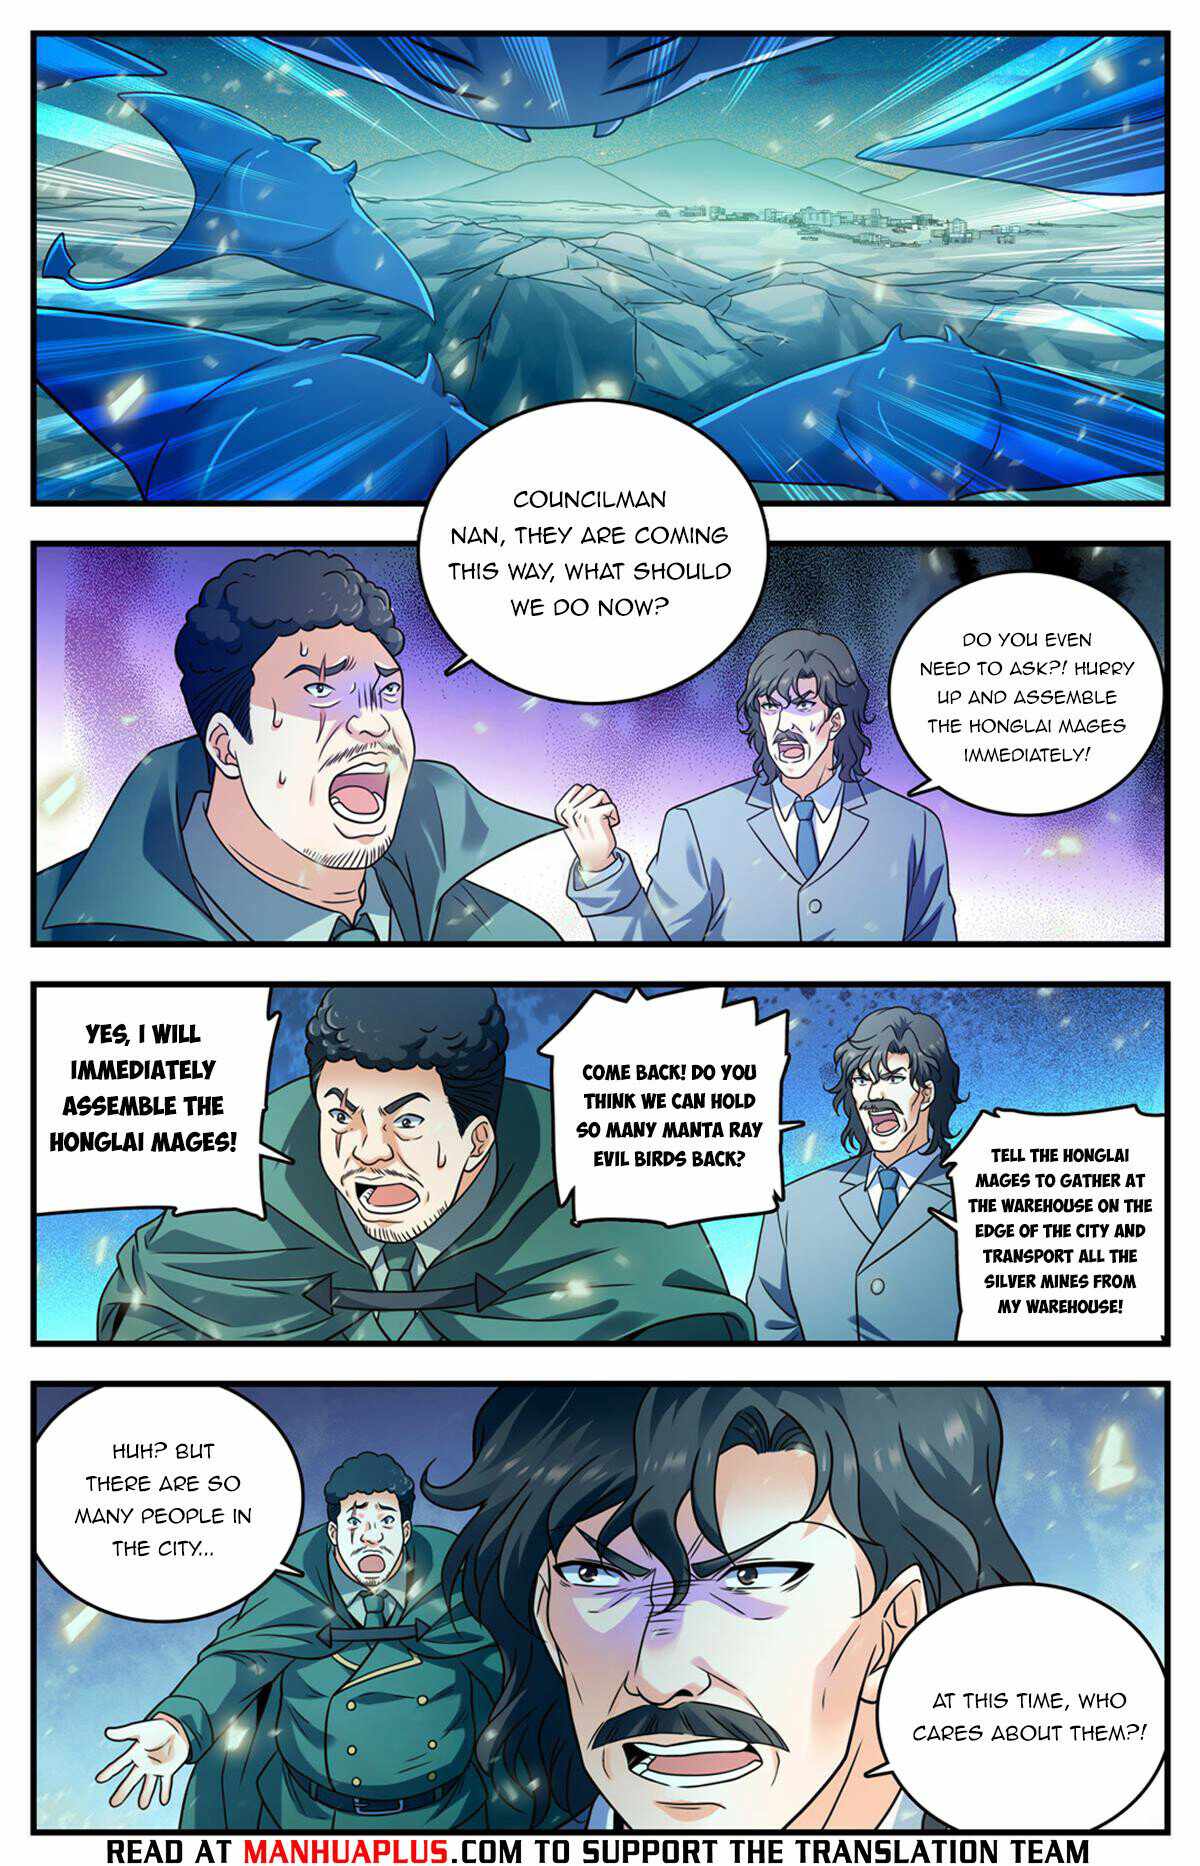 COUNCILMAN
NAN, THEY ARE COMING
THIS WAY, WHAT SHOULD
WE DO NOW?
DO YOU EVEN
NEED TO ASK?! HURRY
UP AND ASSEMBLE
THE HONGLAI MAGES
IMMEDIATELY!
YES, I WILL
IMMEDIATELY
ASSEMBLE THE
HONGLAI MAGES!
COME BACK! DO YOU
THINK WE CAN HOLD
SO MANY MANTA RAY
EVIL BIRDS BACK?
TELL THE HONGLAI
MAGES TO GATHER AT
THE WAREHOUSE ON THE
EDGE OF THE CITY AND
TRANSPORT ALL THE
SILVER MINES FROM
MY WAREHOUSE!
HUH? BUT
THERE ARE SO
MANY PEOPLE IN
THE CITY...
AT THIS TIME, WHO
CARES ABOUT THEM?!
READ AT MANHUAPLUS.COM TO SUPPORT THE TRANSLATION TEAM